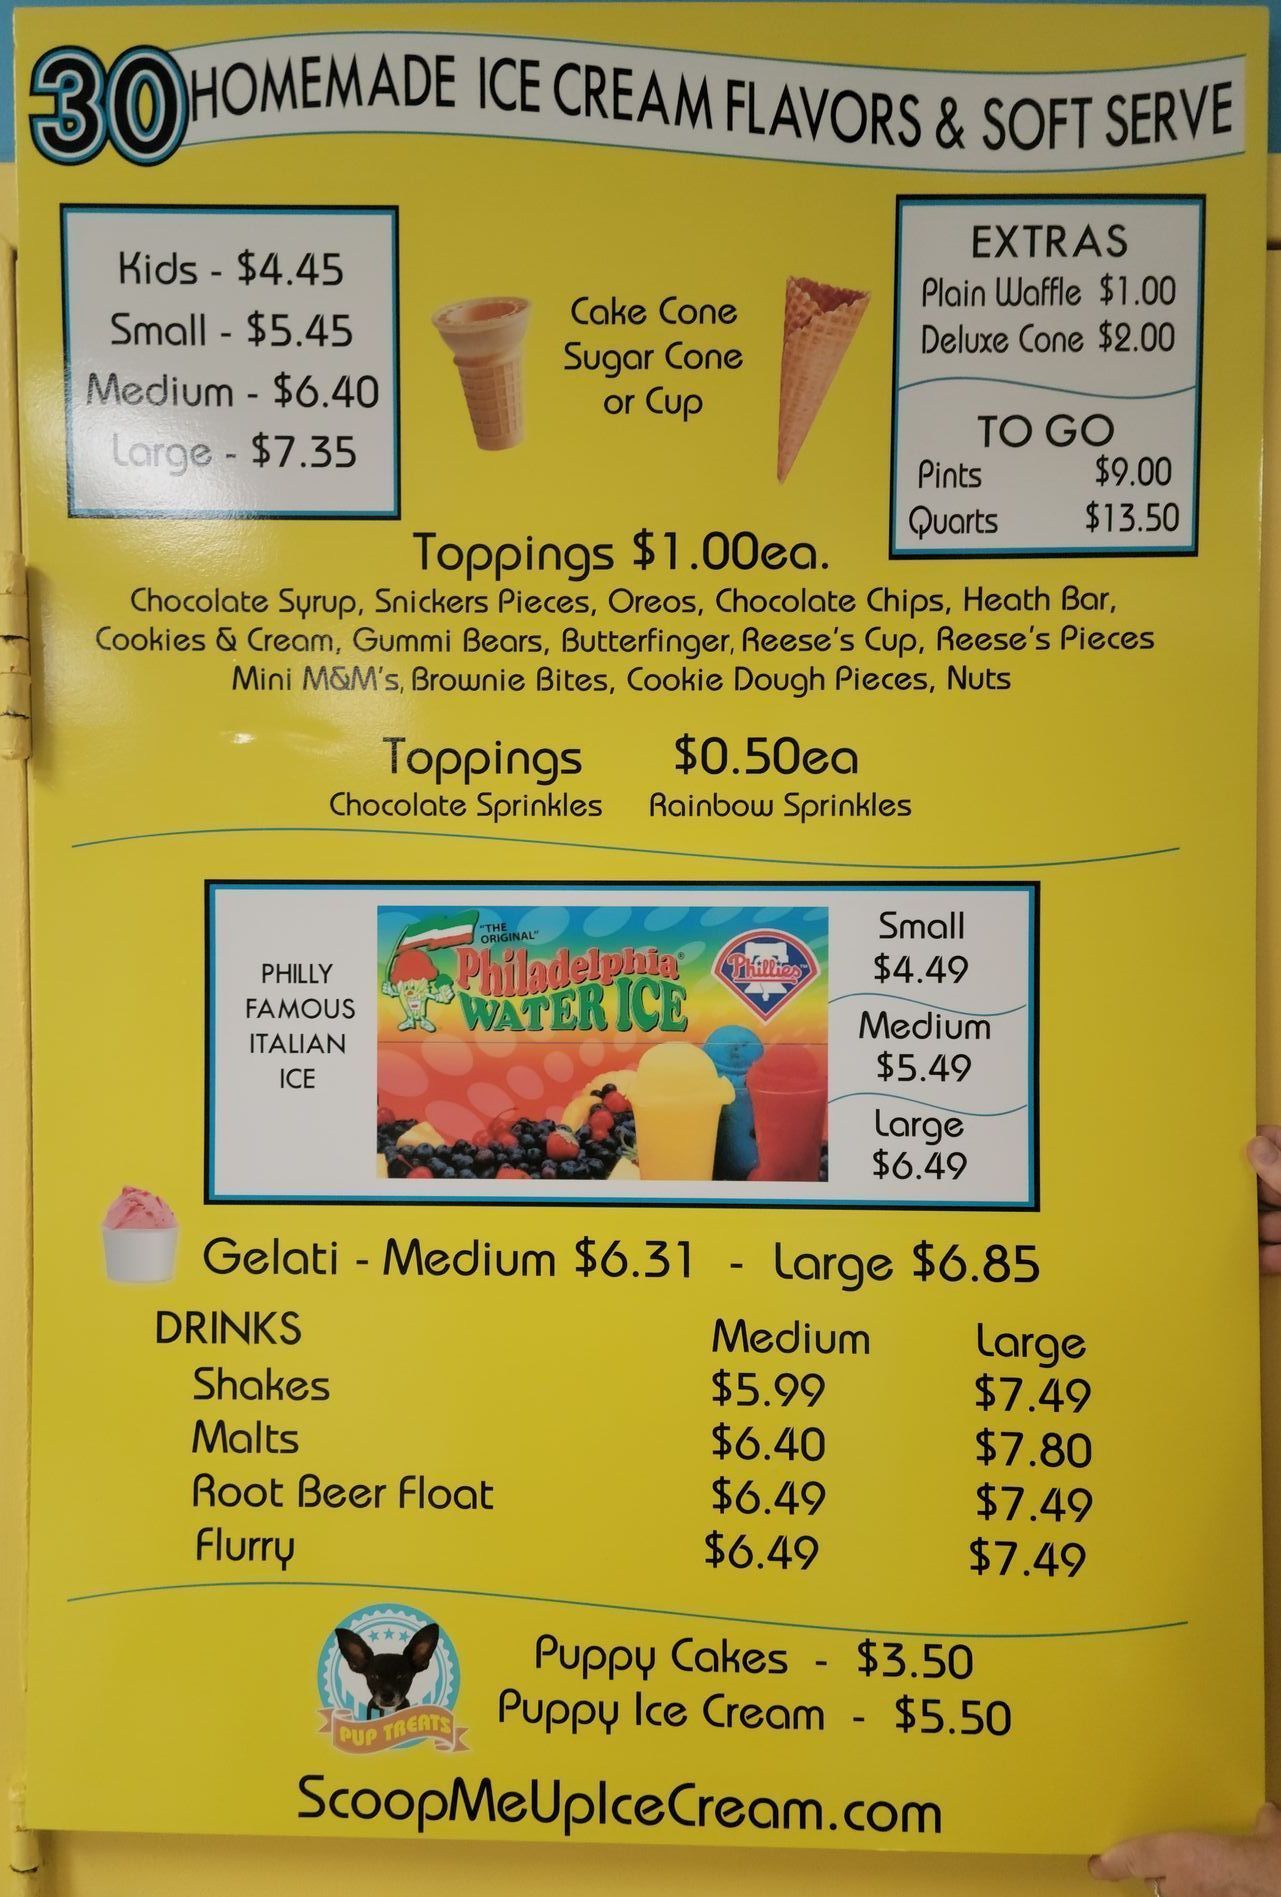 30 HOMEMADE ICE CREAM FLAVORS & SOFT SERVE
Kids - $4.45
Small - $5.45
Medium - $6.40
Large - $7.35
Cake Cone
Sugar Cone
or Cup
EXTRAS
Plain Waffle $1.00
Deluxe Cone $2.00
TO GO
Pints $9.00
Quarts $13.50
Toppings $1.00ea.
Chocolate Syrup, Snickers Pieces, Oreos, Chocolate Chips, Heath Bar,
Cookies & Cream, Gummi Bears, Butterfinger, Reese's Cup, Reese's Pieces
Mini M&M's, Brownie Bites, Cookie Dough Pieces, Nuts
Toppings $0.50ea
Chocolate Sprinkles Rainbow Sprinkles
PHILLY
FAMOUS
ITALIAN
ICE
"THE
ORIGINAL"
Philadelphia®
WATER ICE
Phillies™
Small
$4.49
Medium
$5.49
Large
$6.49
Gelati - Medium $6.31 - Large $6.85
DRINKS Medium Large
Shakes $5.99 $7.49
Malts $6.40 $7.80
Root Beer Float $6.49 $7.49
Flurry $6.49 $7.49
PUP TREATS
Puppy Cakes - $3.50
Puppy Ice Cream - $5.50
ScoopMeUpIceCream.com